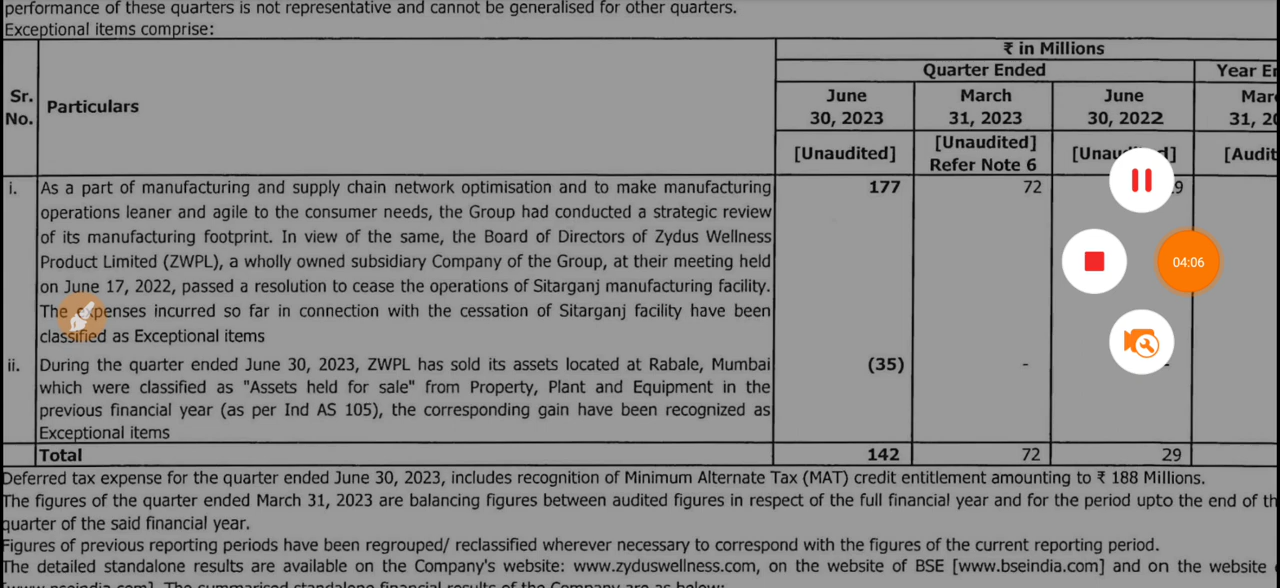 performance of these quarters is not representative and cannot be generalised for other quarters.
Exceptional items comprise:
₹ in Millions
Quarter Ended
Sr. No.
Particulars
June 30, 2023
March 31, 2023
June 30, 2022
[Unaudited]
[Unaudited] Refer Note 6
i.
As a part of manufacturing and supply chain network optimisation and to make manufacturing
177
72
operations leaner and agile to the consumer needs, the Group had conducted a strategic review
of its manufacturing footprint. In view of the same, the Board of Directors of Zydus Wellness
Product Limited (ZWPL), a wholly owned subsidiary Company of the Group, at their meeting held
on June 17, 2022, passed a resolution to cease the operations of Sitarganj manufacturing facility.
The expenses incurred so far in connection with the cessation of Sitarganj facility have been
classified as Exceptional items
04:06
ii.
During the quarter ended June 30, 2023, ZWPL has sold its assets located at Rabale, Mumbai
(35)
-
-
which were classified as "Assets held for sale" from Property, Plant and Equipment in the
previous financial year (as per Ind AS 105), the corresponding gain have been recognized as
Exceptional items
Total
142
72
29
Deferred tax expense for the quarter ended June 30, 2023, includes recognition of Minimum Alternate Tax (MAT) credit entitlement amounting to ₹ 188 Millions.
The figures of the quarter ended March 31, 2023 are balancing figures between audited figures in respect of the full financial year and for the period upto the end of
quarter of the said financial year.
Figures of previous reporting periods have been regrouped/ reclassified wherever necessary to correspond with the figures of the current reporting period.
The detailed standalone results are available on the Company's website: www.zyduswellness.com, on the website of BSE [www.bseindia.com] and on the website